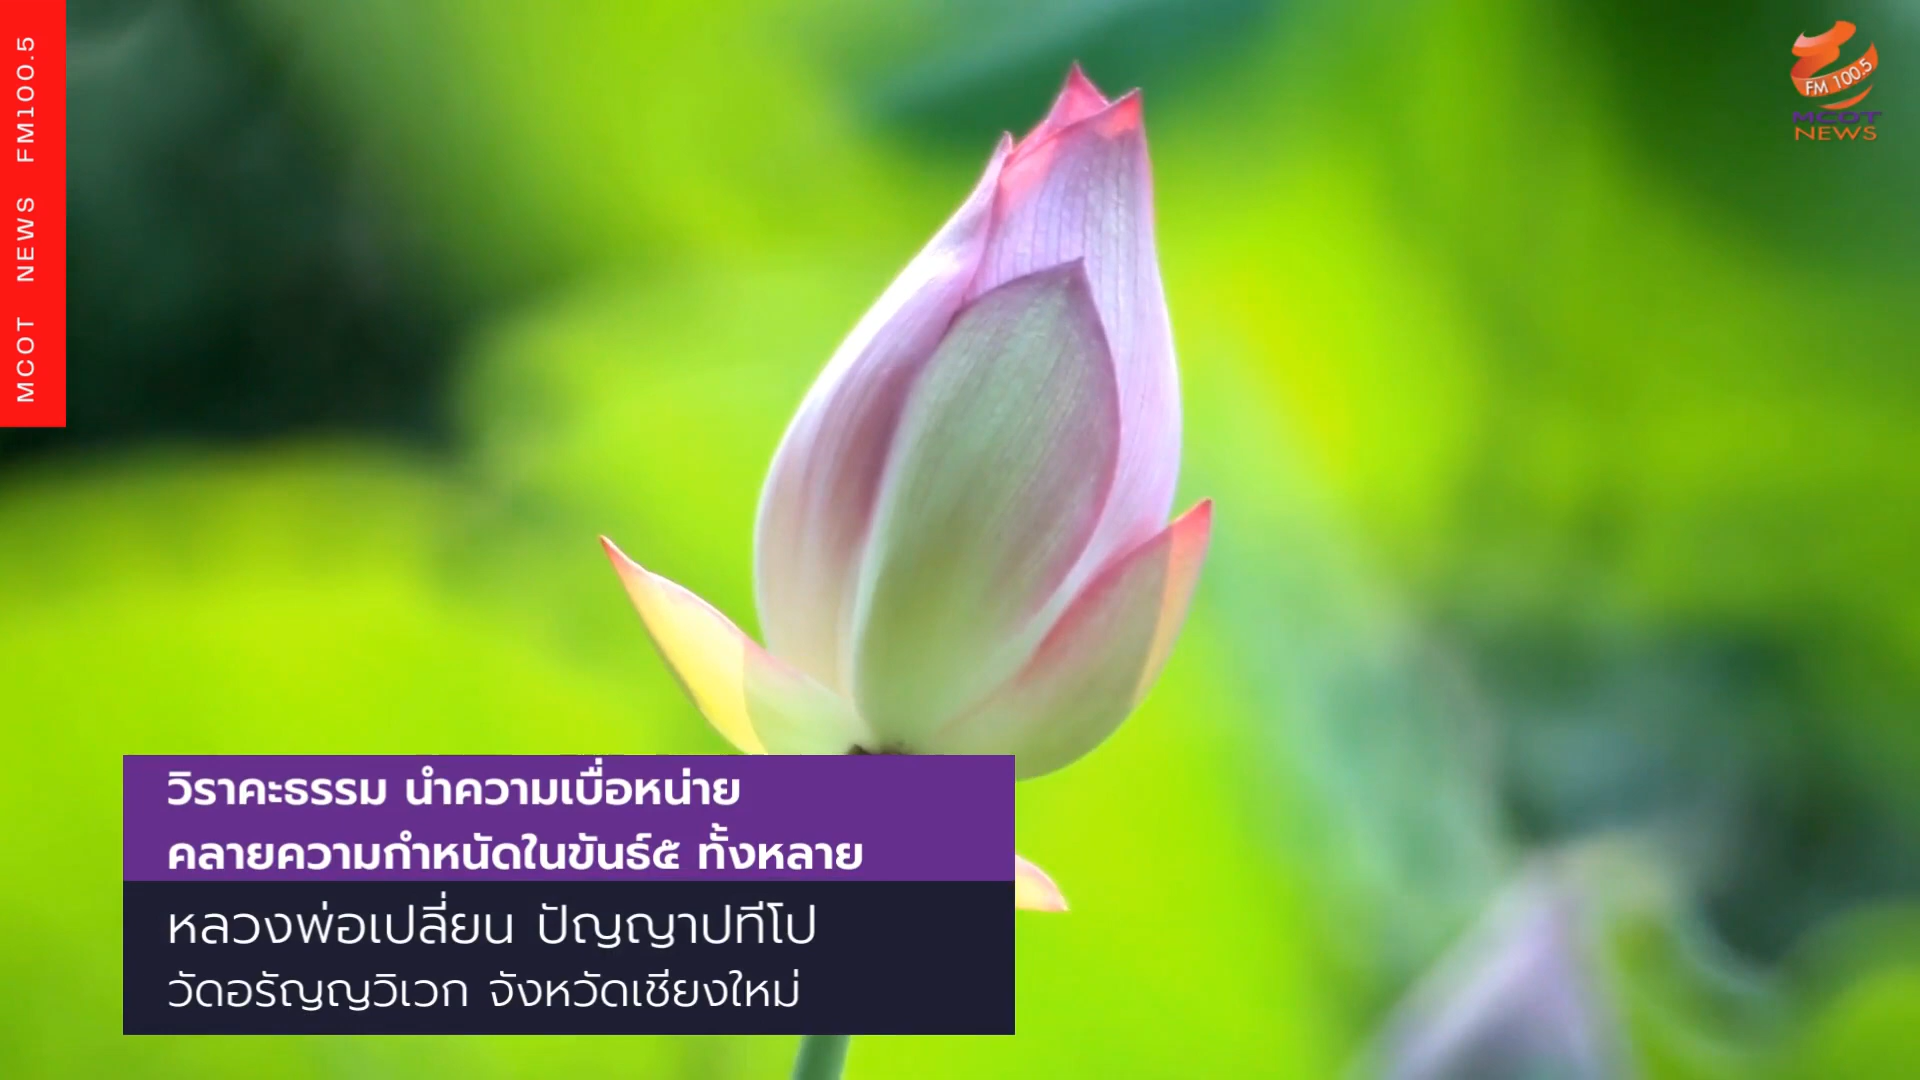 MCOT NEWS FM100.5
FM 100.5
MCOT
NEWS
วิราคะธรรม นำความเบื่อหน่าย
คลายความกำหนัดในขันธ์๕ ทั้งหลาย
หลวงพ่อเปลี่ยน ปัญญาปทีโป
วัดอรัญญวิเวก จังหวัดเชียงใหม่